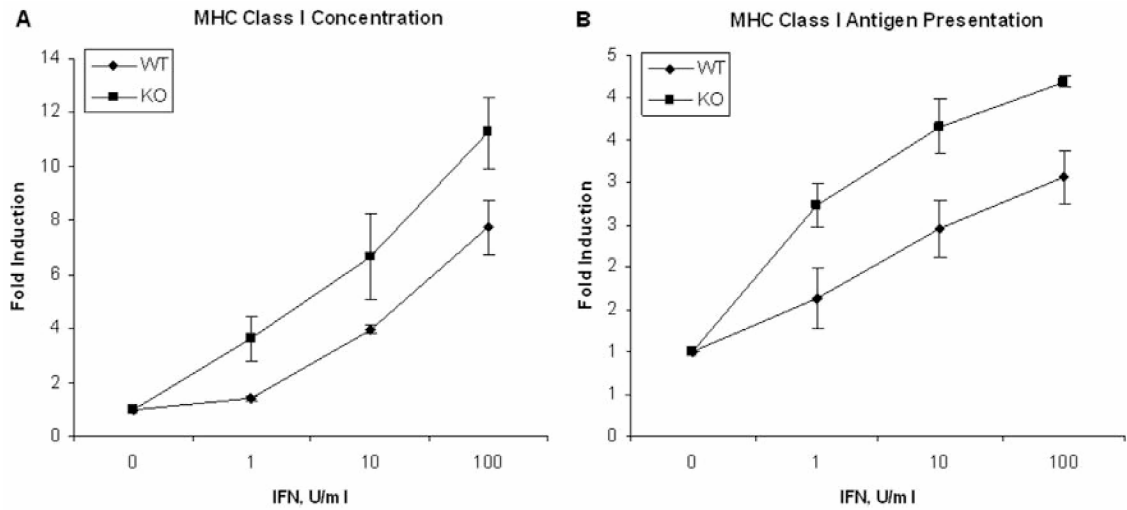 A
MHC Class I Concentration
WT
KO
14
12
10
8
6
4
2
0
Fold Induction
0 1 10 100
IFN, U/ml
B
MHC Class I Antigen Presentation
WT
KO
5
4
4
3
3
2
2
1
1
0
Fold Induction
0 1 10 100
IFN, U/ml